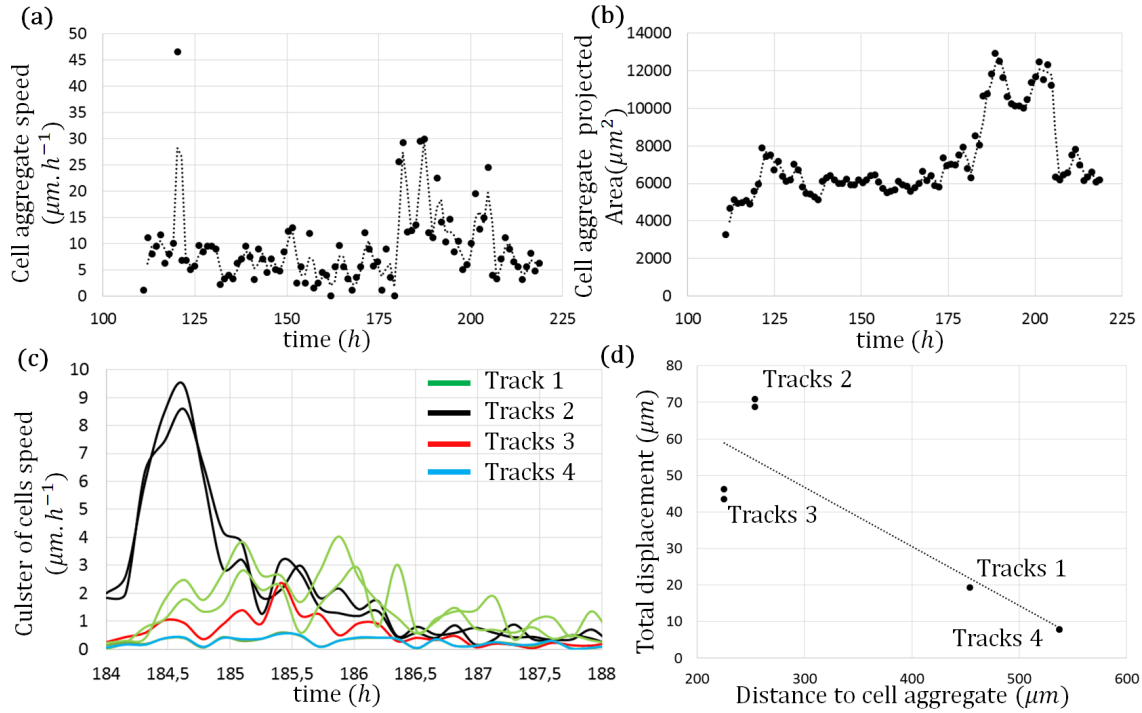 (a)
Cell aggregate speed
(μm. h⁻¹)
50
45
40
35
30
25
20
15
10
5
0
100
125
150
175
200
225
time (h)
(b)
Cell aggregate projected
Area(μm²)
14000
12000
10000
8000
6000
4000
2000
0
100
125
150
175
200
225
time (h)
(c)
Culster of cells speed
(μm. h⁻¹)
10
9
8
7
6
5
4
3
2
1
0
184
184,5
185
185,5
186
186,5
187
187,5
188
time (h)
Track 1
Tracks 2
Tracks 3
Tracks 4
(d)
Total displacement (μm)
80
70
60
50
40
30
20
10
0
200
300
400
500
600
Distance to cell aggregate (μm)
Tracks 2
Tracks 3
Tracks 1
Tracks 4